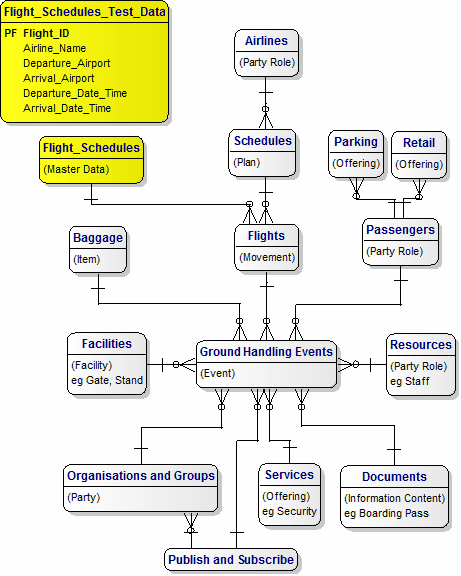 Flight_Schedules_Test_Data
PF Flight_ID
Airline_Name
Departure_Airport
Arrival_Airport
Departure_Date_Time
Arrival_Date_Time
Airlines
(Party Role)
Flight_Schedules
(Master Data)
Schedules
(Plan)
Parking
(Offering)
Retail
(Offering)
Baggage
(Item)
Flights
(Movement)
Passengers
(Party Role)
Facilities
(Facility)
eg Gate, Stand
Ground Handling Events
(Event)
Resources
(Party Role)
eg Staff
Organisations and Groups
(Party)
Services
(Offering)
eg Security
Documents
(Information Content)
eg Boarding Pass
Publish and Subscribe